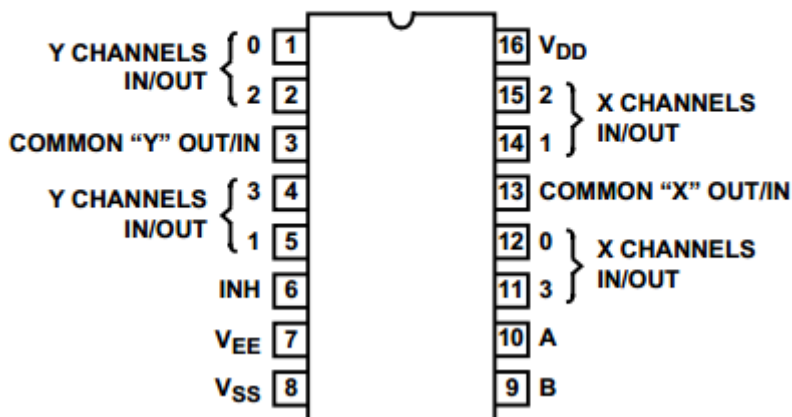 Y CHANNELS IN/OUT
0 1
2 2
COMMON “Y” OUT/IN 3
Y CHANNELS IN/OUT
3 4
1 5
INH 6
VEE 7
VSS 8
16 VDD
15 2
14 1
X CHANNELS IN/OUT
13 COMMON “X” OUT/IN
12 0
11 3
X CHANNELS IN/OUT
10 A
9 B